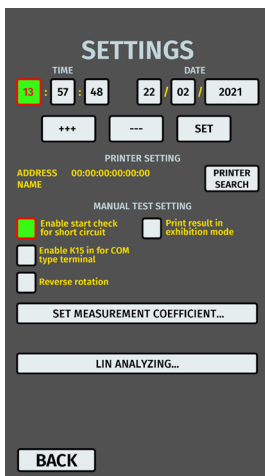 SETTINGS
TIME DATE
13 : 57 : 48 22 / 02 / 2021
+++ --- SET
PRINTER SETTING
ADDRESS 00:00:00:00:00:00
NAME
PRINTER
SEARCH
MANUAL TEST SETTING
Enable start check
for short circuit
Print result in
exhibition mode
Enable K15 in for COM
type terminal
Reverse rotation
SET MEASUREMENT COEFFICIENT...
LIN ANALYZING...
BACK